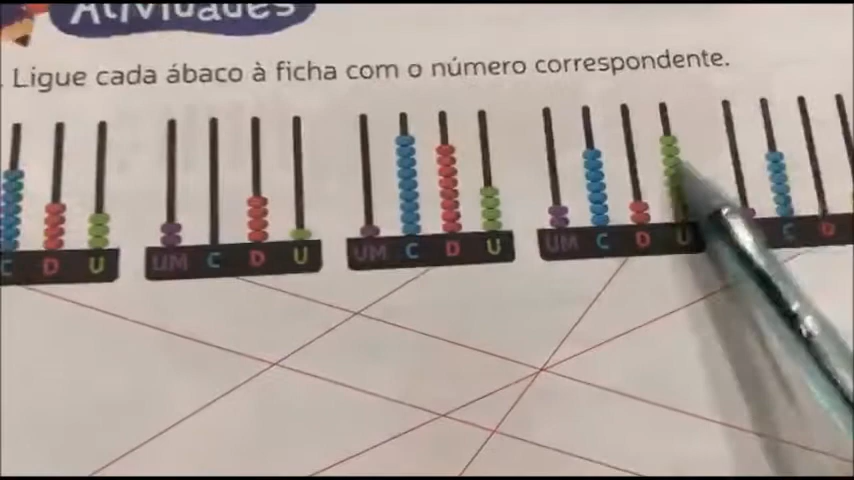 Atividades
. Ligue cada ábaco à ficha com o número correspondente.
C D U UM C D U UM C D U UM C D U C D